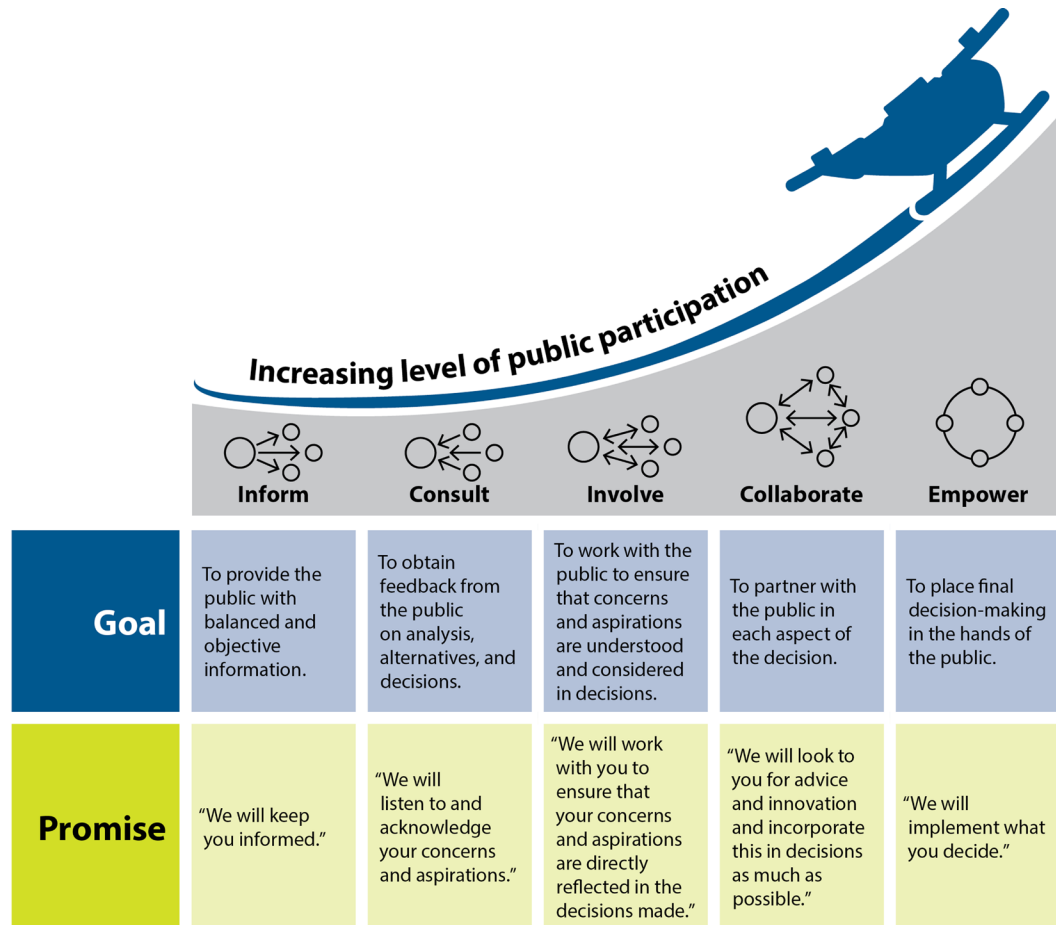 Increasing level of public participation
Inform
Consult
Involve
Collaborate
Empower
Goal
To provide the
public with
balanced and
objective
information.
To obtain
feedback from
the public
on analysis,
alternatives, and
decisions.
To work with the
public to ensure
that concerns
and aspirations
are understood
and considered
in decisions.
To partner with
the public in
each aspect of
the decision.
To place final
decision-making
in the hands of
the public.
Promise
“We will keep
you informed.”
“We will
listen to and
acknowledge
your concerns
and aspirations.”
“We will work
with you to
ensure that
your concerns
and aspirations
are directly
reflected in the
decisions made.”
“We will look to
you for advice
and innovation
and incorporate
this in decisions
as much as
possible.”
“We will
implement what
you decide.”